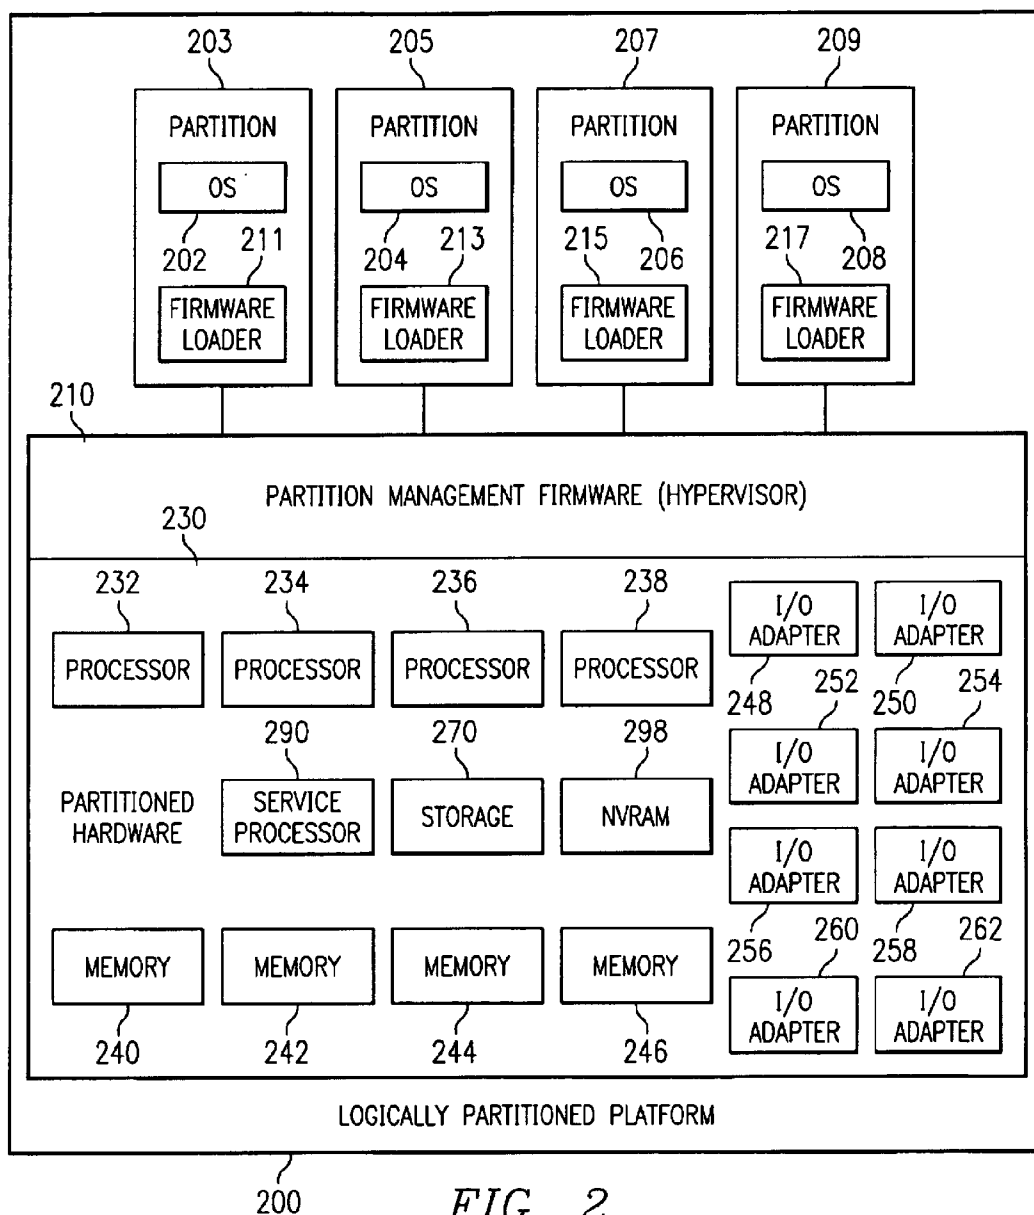 203 205 207 209
PARTITION PARTITION PARTITION PARTITION
OS OS OS OS
202 211 204 213 215 206 217 208
FIRMWARE FIRMWARE FIRMWARE FIRMWARE
LOADER LOADER LOADER LOADER
210
PARTITION MANAGEMENT FIRMWARE (HYPERVISOR)
230
232 234 236 238
PROCESSOR PROCESSOR PROCESSOR PROCESSOR
I/O I/O
ADAPTER ADAPTER
248 252 250 254
290 270 298
PARTITIONED
HARDWARE
SERVICE
PROCESSOR
STORAGE
NVRAM
I/O I/O
ADAPTER ADAPTER
I/O I/O
ADAPTER ADAPTER
256 260 258 262
MEMORY MEMORY MEMORY MEMORY
I/O I/O
ADAPTER ADAPTER
240 242 244 246
LOGICALLY PARTITIONED PLATFORM
200
FIG. 2